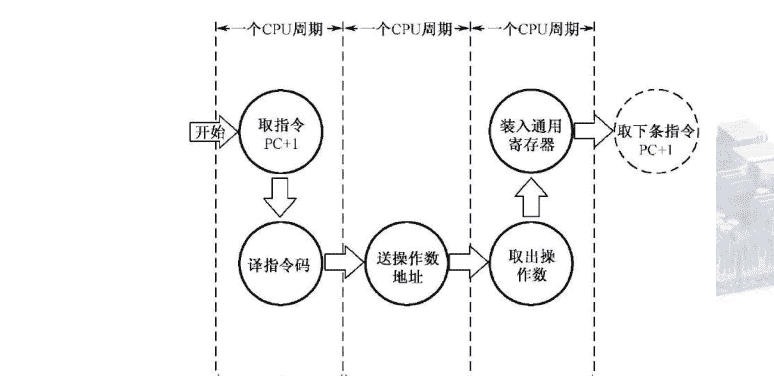 一个CPU周期
一个CPU周期
一个CPU周期
开始
取指令
PC+1
译指令码
送操作数
地址
取出操
作数
装入通用
寄存器
取下条指令
PC+1